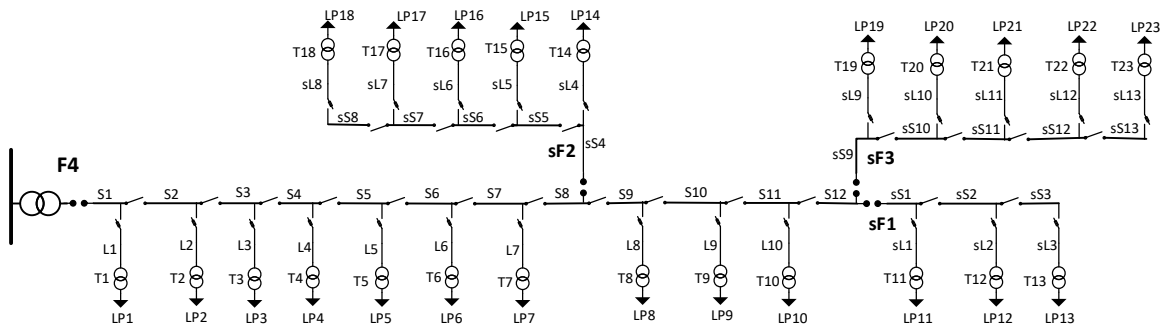 LP18 LP17 LP16 LP15 LP14 LP19 LP20 LP21 LP22 LP23
T18 T17 T16 T15 T14 T19 T20 T21 T22 T23
sL8 sL7 sL6 sL5 sL4 sL9 sL10 sL11 sL12 sL13
sS8 sS7 sS6 sS5 sS4 sS10 sS11 sS12 sS13
sF2 sS9 sF3
F4
S1 S2 S3 S4 S5 S6 S7 S8 S9 S10 S11 S12 sS1 sS2 sS3
sF1
L1 L2 L3 L4 L5 L6 L7 L8 L9 L10 sL1 sL2 sL3
T1 T2 T3 T4 T5 T6 T7 T8 T9 T10 T11 T12 T13
LP1 LP2 LP3 LP4 LP5 LP6 LP7 LP8 LP9 LP10 LP11 LP12 LP13